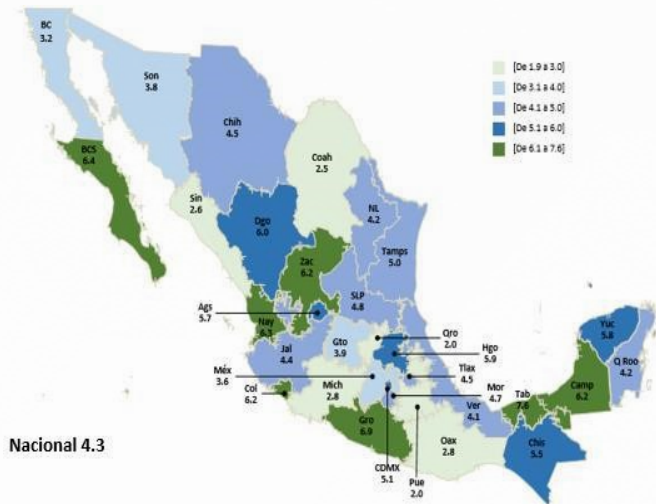 BC
3.2
Son
3.8
Chih
4.5
[De 1.9 a 3.0]
[De 3.1 a 4.0]
[De 4.1 a 5.0]
[De 5.1 a 6.0]
[De 6.1 a 7.6]
BCS
6.4
Coah
2.5
Sin
2.6
NL
4.2
Dgo
6.0
Tamps
5.0
Zac
6.2
SLP
4.8
Ags
5.7
Nay
6.3
Gto
3.9
Qro
2.0
Hgo
5.9
Yuc
5.8
Q Roo
4.2
Jal
4.4
Méx
3.6
Tlax
4.5
Col
6.2
Mich
2.8
Mor
4.7
Ver
4.1
Tab
7.6
Camp
6.2
Gro
6.9
Oax
2.8
Chis
5.5
CDMX
5.1
Pue
2.0
Nacional 4.3